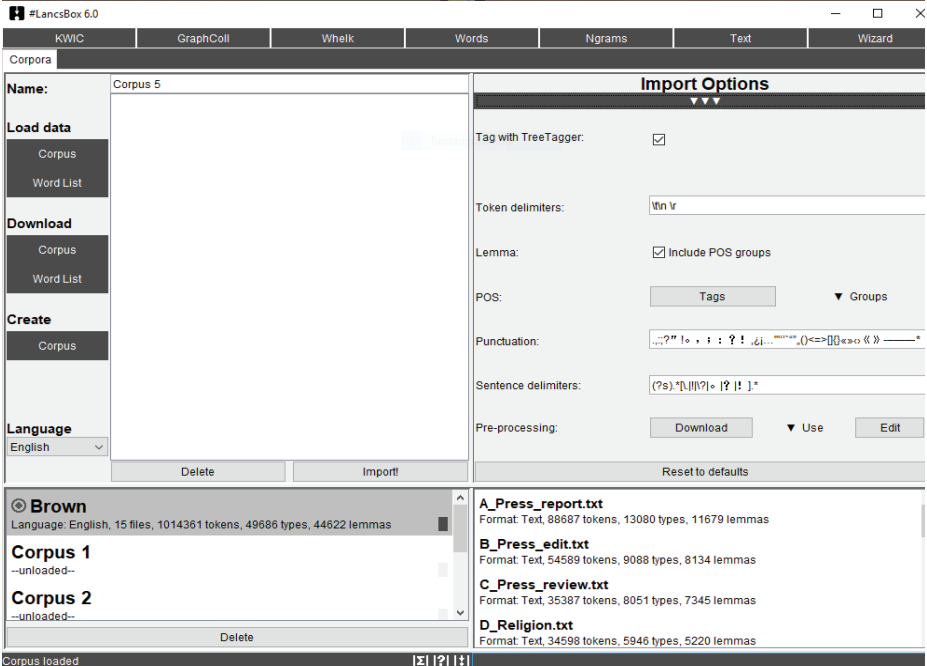 #LancsBox 6.0
KWIC GraphColl Whelk Words Ngrams Text Wizard
Corpora
Name: Corpus 5
Load data
Corpus
Word List
Download
Corpus
Word List
Create
Corpus
Language
English
Delete Import!
Import Options
▼▼▼
Tag with TreeTagger:
Token delimiters: \f\n \r
Lemma: Include POS groups
POS: Tags ▼ Groups
Punctuation:
Sentence delimiters: (?s).*[\.|!|\?|。|？|！].*
Pre-processing: Download ▼ Use Edit
Reset to defaults
Brown
Language: English, 15 files, 1014361 tokens, 49686 types, 44622 lemmas
Corpus 1
--unloaded--
Corpus 2
--unloaded--
Delete
A_Press_report.txt
Format: Text, 88687 tokens, 13080 types, 11679 lemmas
B_Press_edit.txt
Format: Text, 54589 tokens, 9088 types, 8134 lemmas
C_Press_review.txt
Format: Text, 35387 tokens, 8051 types, 7345 lemmas
D_Religion.txt
Format: Text, 34598 tokens, 5946 types, 5220 lemmas
Corpus loaded |Σ| |?| |‡|